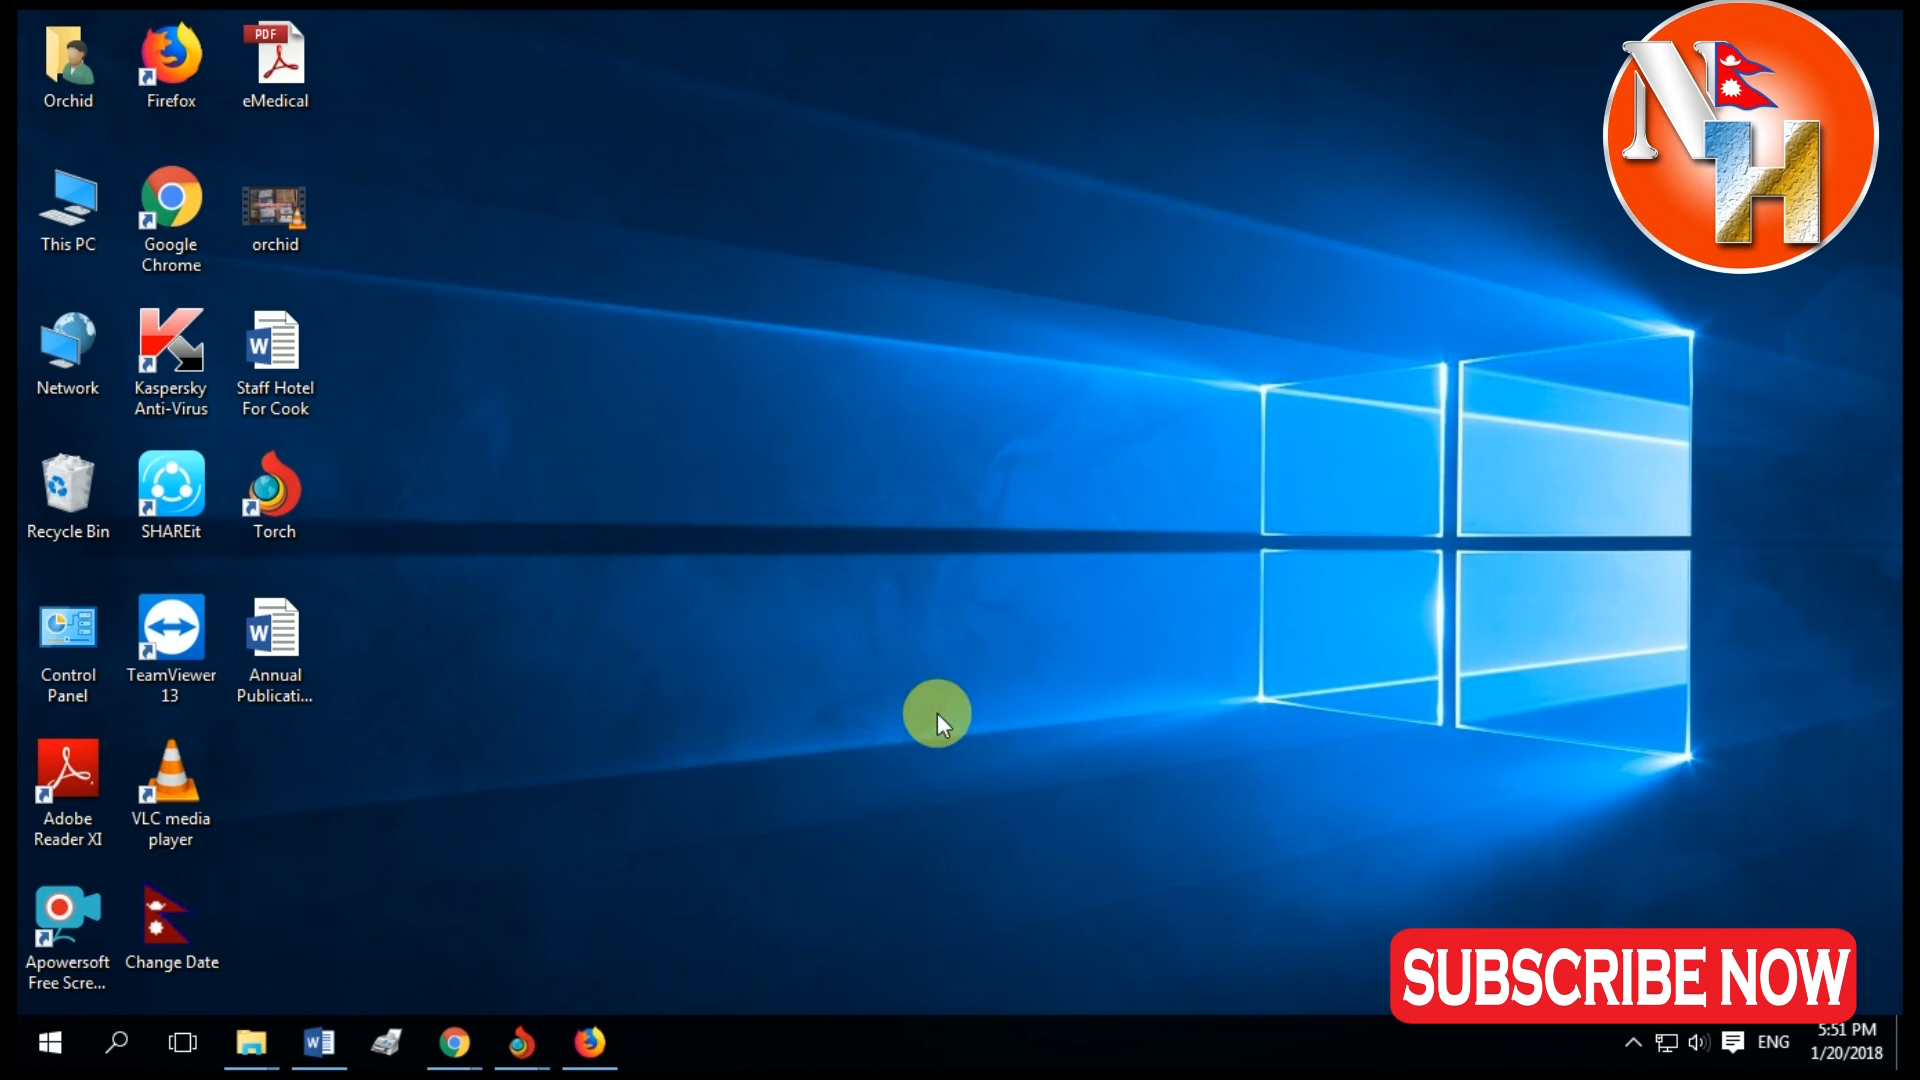 Orchid
Firefox
PDF
eMedical
NH
This PC
Google
Chrome
orchid
Network
Kaspersky
Anti-Virus
W
Staff Hotel
For Cook
Recycle Bin
SHAREit
Torch
Control
Panel
TeamViewer
13
W
Annual
Publicati...
Adobe
Reader XI
VLC media
player
Apowersoft
Free Scre...
Change Date
SUBSCRIBE NOW
W
ENG
5:51 PM
1/20/2018